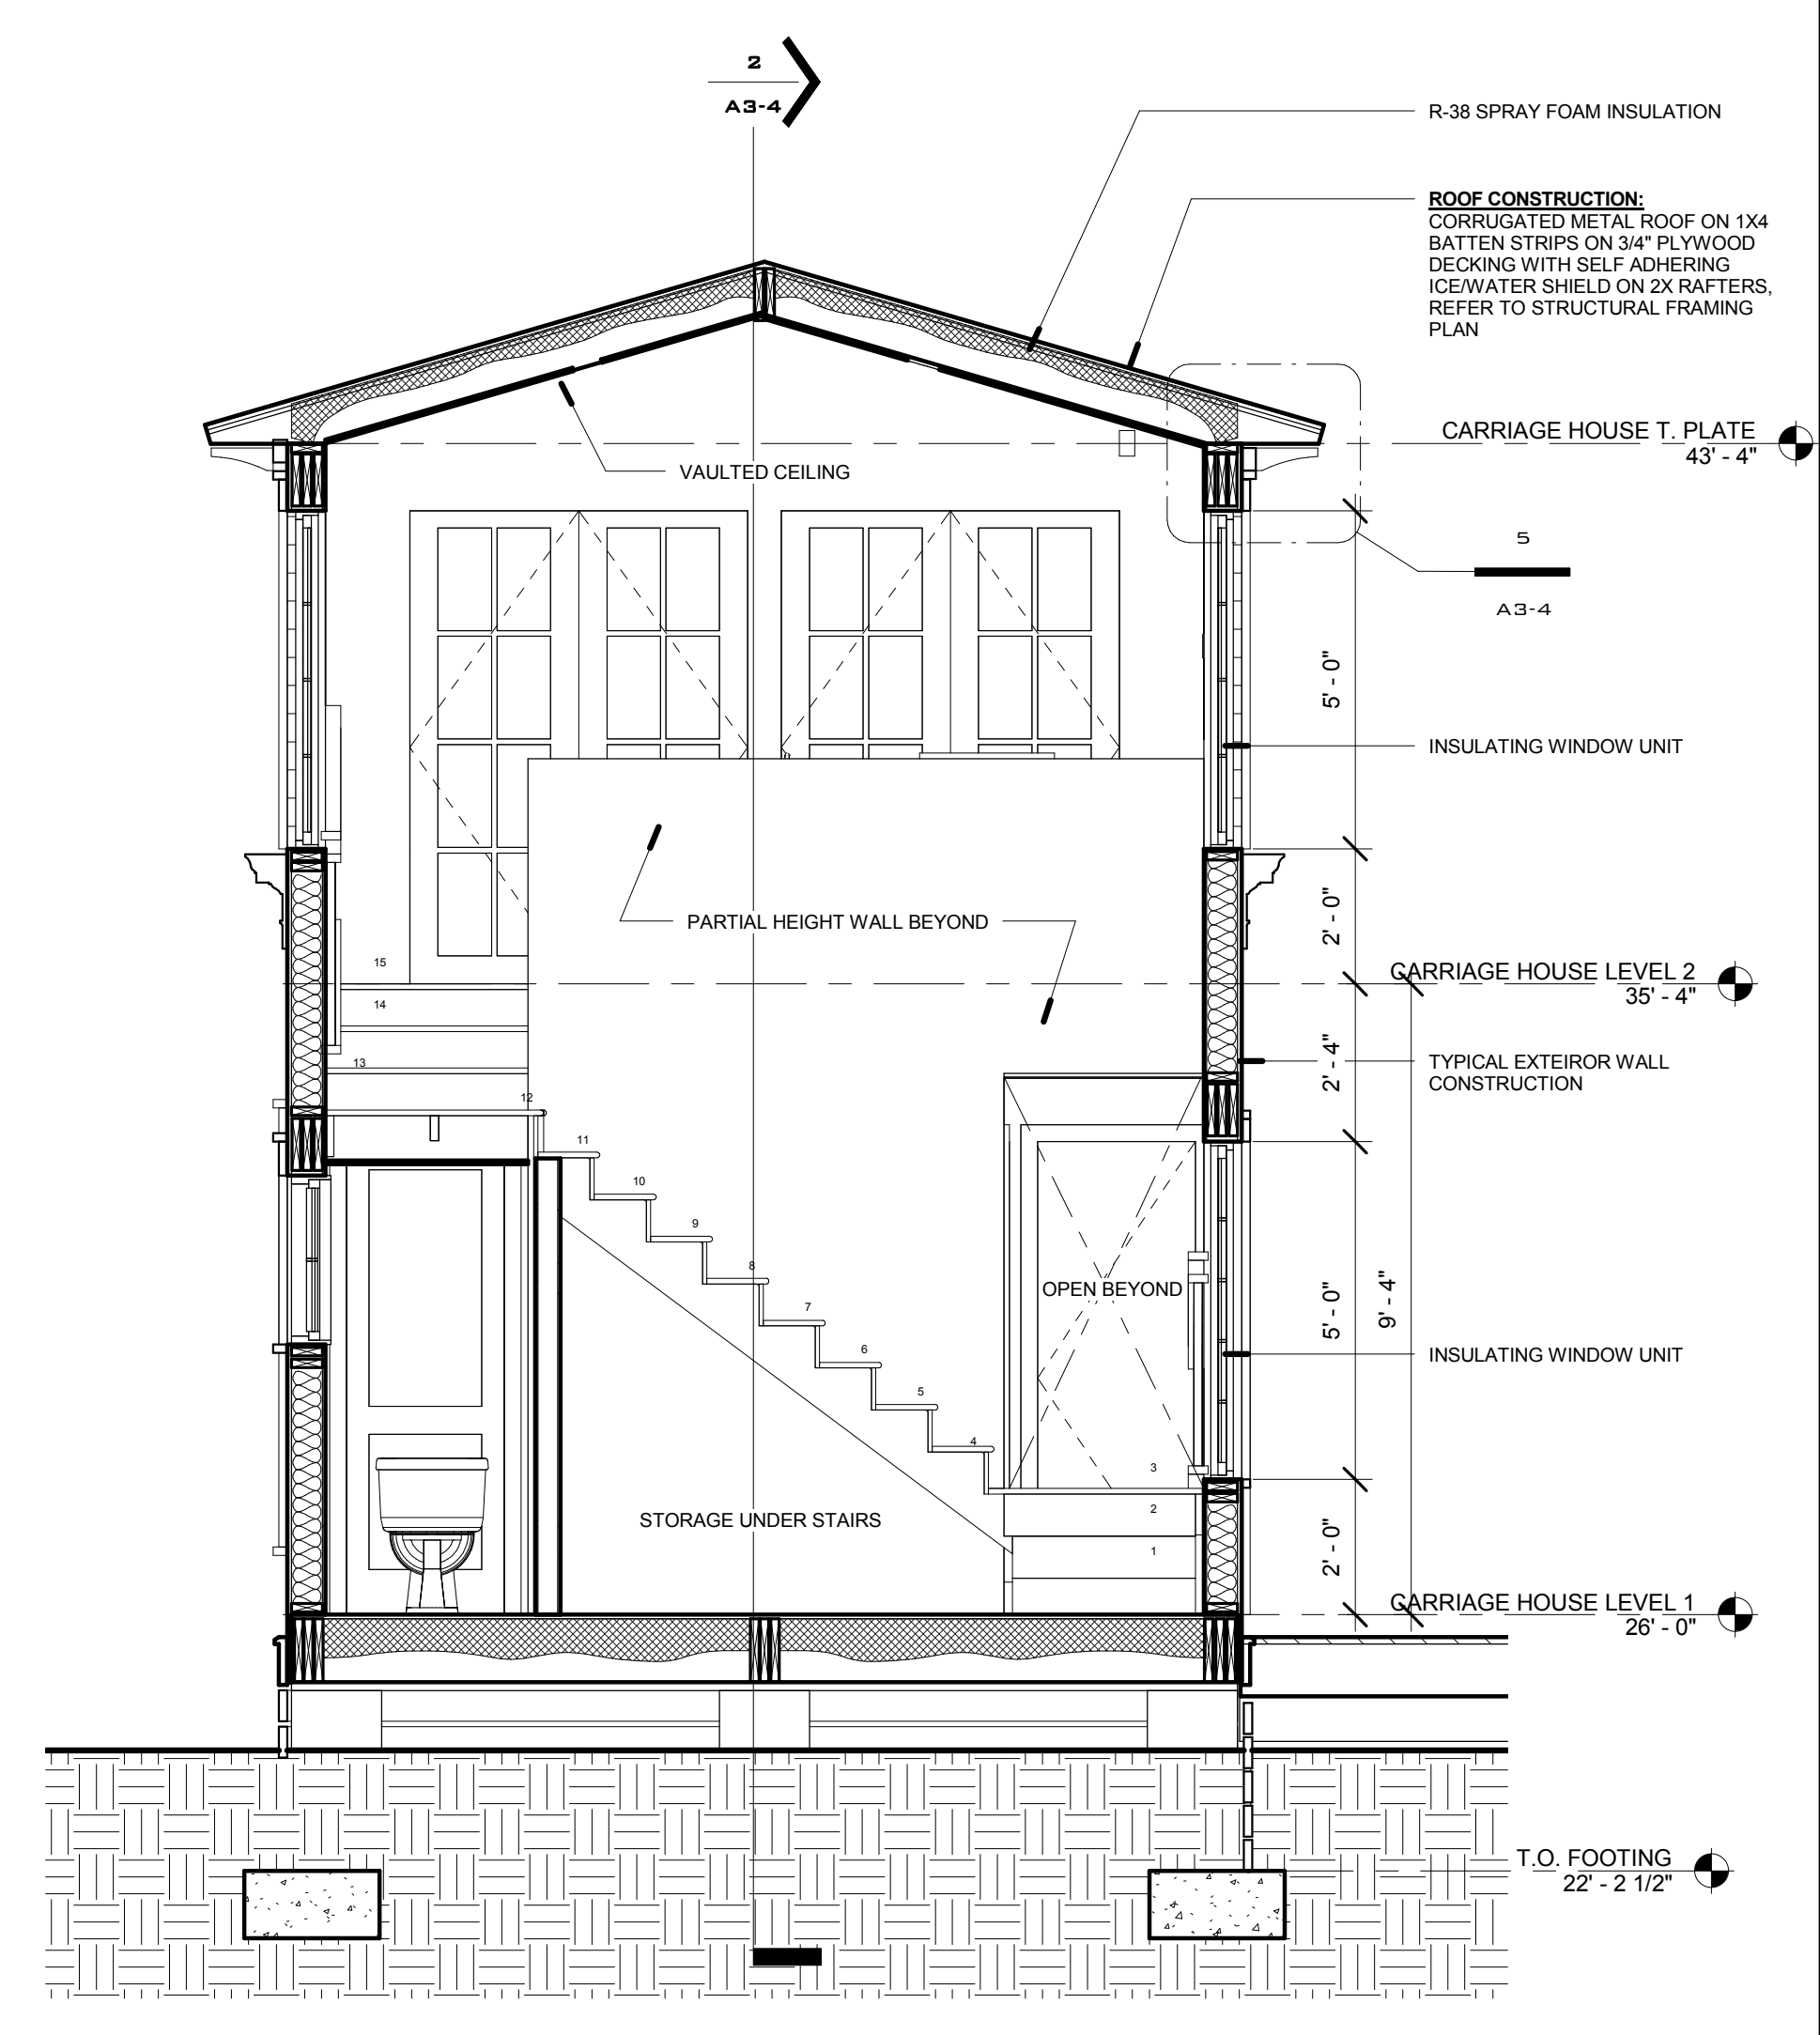 2
A3-4
R-38 SPRAY FOAM INSULATION
ROOF CONSTRUCTION:
CORRUGATED METAL ROOF ON 1X4
BATTEN STRIPS ON 3/4" PLYWOOD
DECKING WITH SELF ADHERING
ICE/WATER SHIELD ON 2X RAFTERS,
REFER TO STRUCTURAL FRAMING
PLAN
CARRIAGE HOUSE T. PLATE
43' - 4"
VAULTED CEILING
5
A3-4
5' - 0"
INSULATING WINDOW UNIT
2' - 0"
PARTIAL HEIGHT WALL BEYOND
15
CARRIAGE HOUSE LEVEL 2
35' - 4"
14
2' - 4"
TYPICAL EXTEIROR WALL
CONSTRUCTION
13
12
11
10
9
8
7
6
5
4
3
2
1
OPEN BEYOND
5' - 0"
9' - 4"
INSULATING WINDOW UNIT
STORAGE UNDER STAIRS
2' - 0"
CARRIAGE HOUSE LEVEL 1
26' - 0"
T.O. FOOTING
22' - 2 1/2"